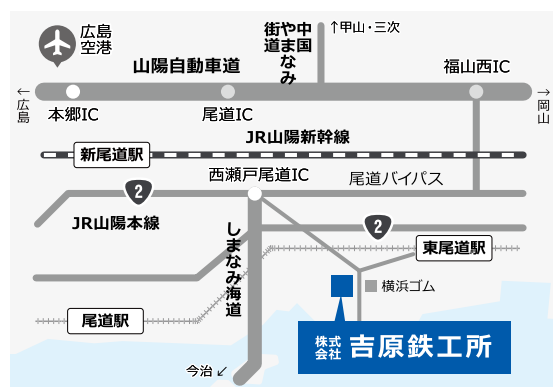 広島
空港
中国
やまなみ
街道
↑甲山・三次
山陽自動車道
福山西IC
←広島
→岡山
本郷IC
尾道IC
JR山陽新幹線
新尾道駅
西瀬戸尾道IC
尾道バイパス
2
JR山陽本線
2
しまなみ海道
東尾道駅
横浜ゴム
尾道駅
株式
会社
吉原鉄工所
今治↙